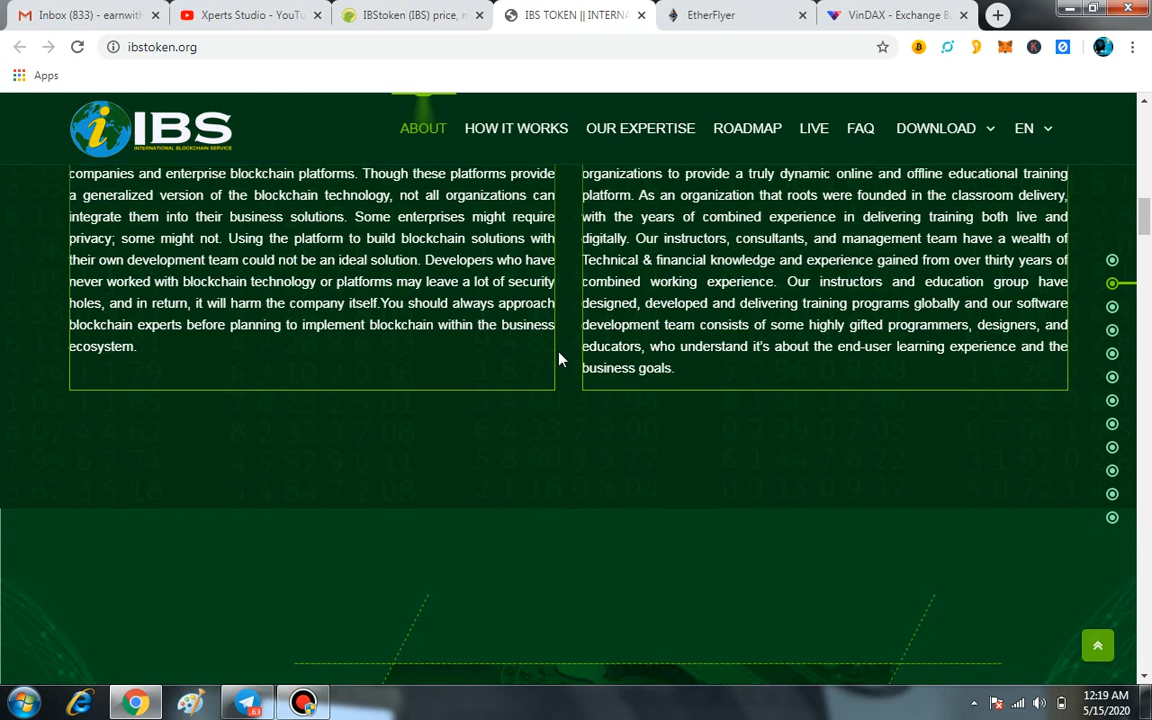 Inbox (833) - earnwith
Xperts Studio - YouTu
IBStoken (IBS) price, n
IBS TOKEN || INTERNA
EtherFlyer
VinDAX - Exchange B
ibstoken.org
Apps
i IBS
INTERNATIONAL BLOCKCHAIN SERVICE
ABOUT
HOW IT WORKS
OUR EXPERTISE
ROADMAP
LIVE
FAQ
DOWNLOAD
EN
companies and enterprise blockchain platforms. Though these platforms provide
a generalized version of the blockchain technology, not all organizations can
integrate them into their business solutions. Some enterprises might require
privacy; some might not. Using the platform to build blockchain solutions with
their own development team could not be an ideal solution. Developers who have
never worked with blockchain technology or platforms may leave a lot of security
holes, and in return, it will harm the company itself.You should always approach
blockchain experts before planning to implement blockchain within the business
ecosystem.
organizations to provide a truly dynamic online and offline educational training
platform. As an organization that roots were founded in the classroom delivery,
with the years of combined experience in delivering training both live and
digitally. Our instructors, consultants, and management team have a wealth of
Technical & financial knowledge and experience gained from over thirty years of
combined working experience. Our instructors and education group have
designed, developed and delivering training programs globally and our software
development team consists of some highly gifted programmers, designers, and
educators, who understand it's about the end-user learning experience and the
business goals.
63
12:19 AM
5/15/2020